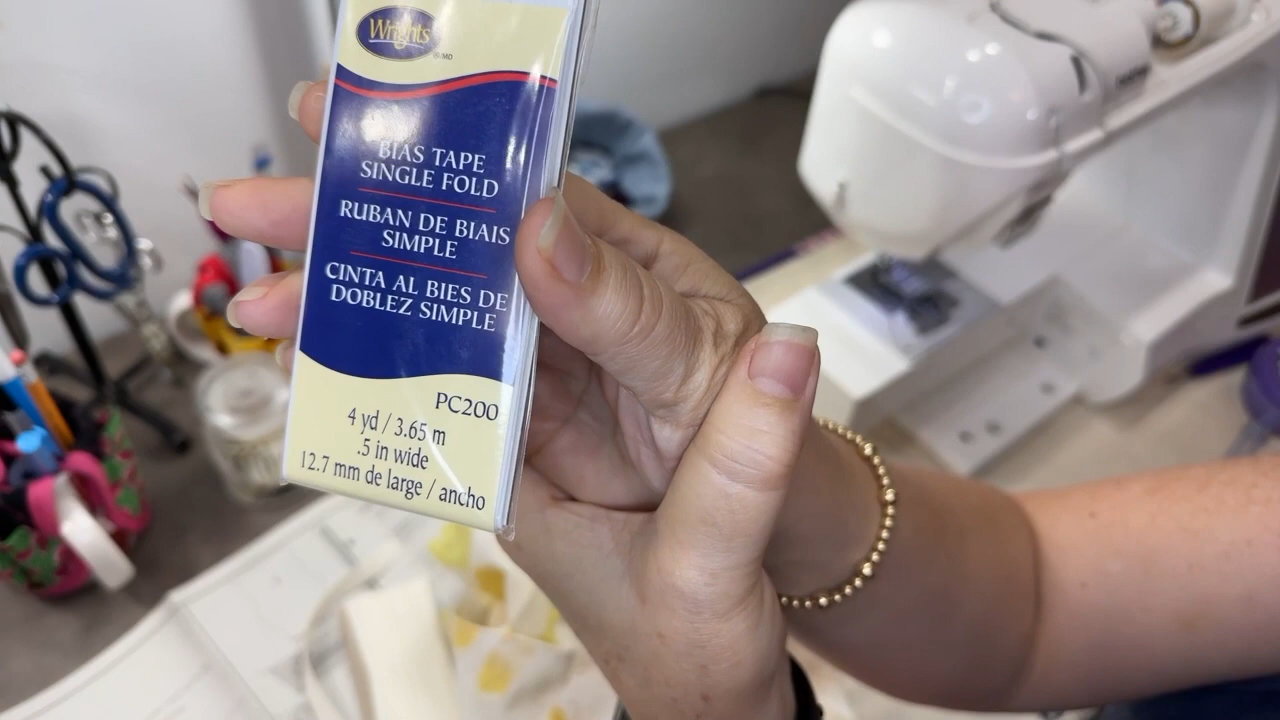 Wrights
® MD
BIAS TAPE
SINGLE FOLD
RUBAN DE BIAIS
SIMPLE
CINTA AL BIES DE
DOBLEZ SIMPLE
PC200
4 yd / 3.65 m
.5 in wide
12.7 mm de large / ancho